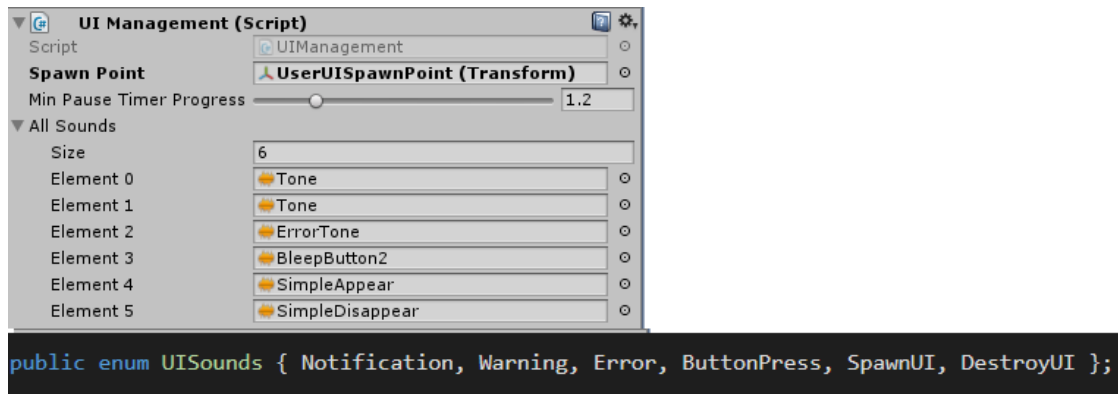 UI Management (Script)
Script UIManagement
Spawn Point UserUISpawnPoint (Transform)
Min Pause Timer Progress 1.2
All Sounds
Size 6
Element 0 Tone
Element 1 Tone
Element 2 ErrorTone
Element 3 BleepButton2
Element 4 SimpleAppear
Element 5 SimpleDisappear
public enum UISounds { Notification, Warning, Error, ButtonPress, SpawnUI, DestroyUI };